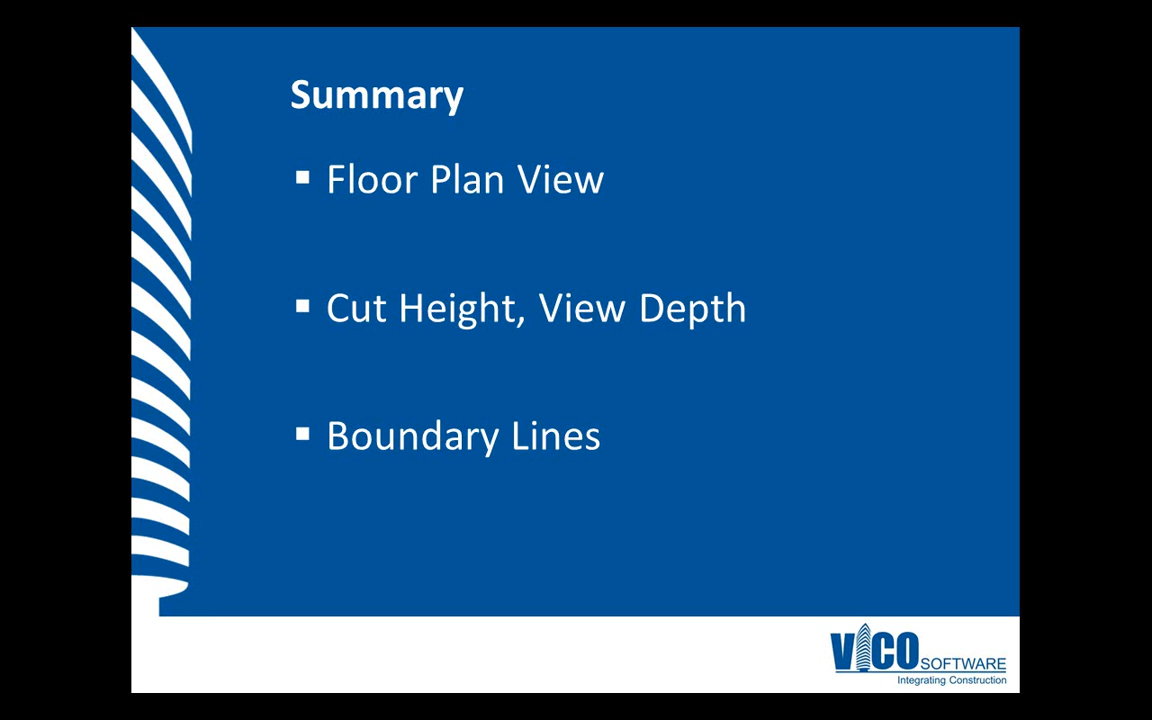 Summary
▪ Floor Plan View
▪ Cut Height, View Depth
▪ Boundary Lines
VICO SOFTWARE
Integrating Construction